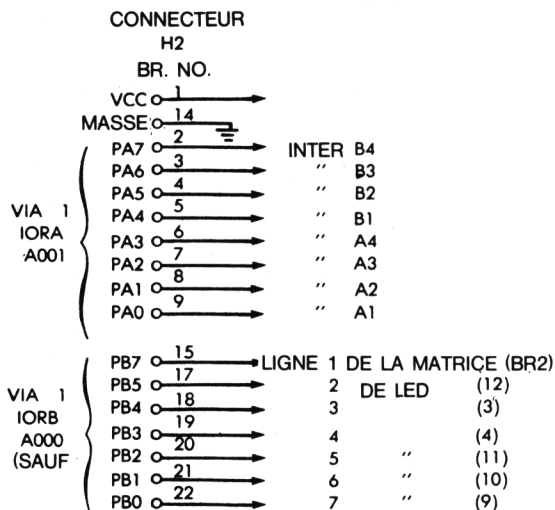 CONNECTEUR
H2
BR. NO.
VCC 1
MASSE 14
PA7 2 INTER B4
PA6 3 " B3
PA5 4 " B2
PA4 5 " B1
PA3 6 " A4
PA2 7 " A3
PA1 8 " A2
PA0 9 " A1
VIA 1
IORA
A001
PB7 15 LIGNE 1 DE LA MATRICE (BR2)
PB5 17 2 DE LED (12)
PB4 18 3 (3)
PB3 19 4 (4)
PB2 20 5 " (11)
PB1 21 6 " (10)
PB0 22 7 " (9)
VIA 1
IORB
A000
(SAUF